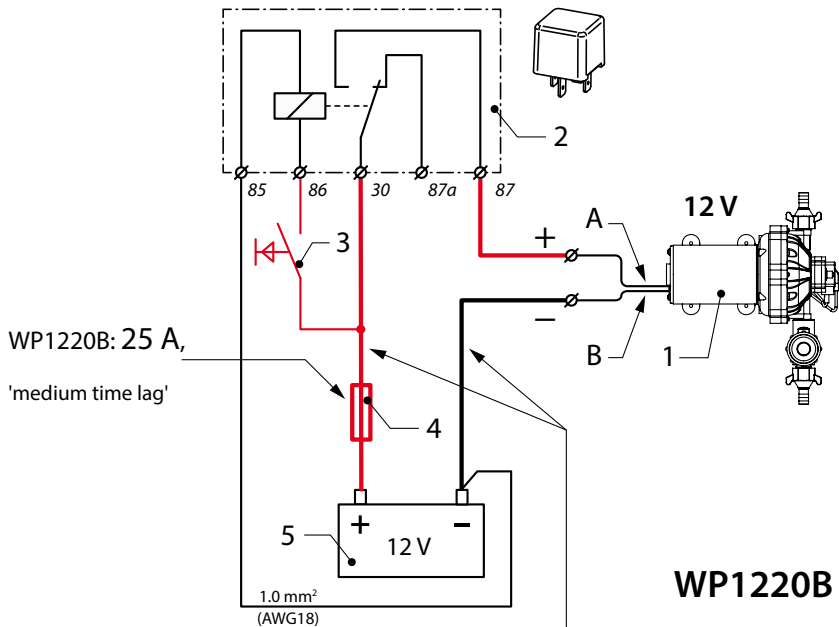 2
85
86
30
87a
87
3
+
−
A
B
12 V
1
WP1220B: 25 A,
'medium time lag'
4
+
−
5
12 V
1.0 mm²
(AWG18)
WP1220B